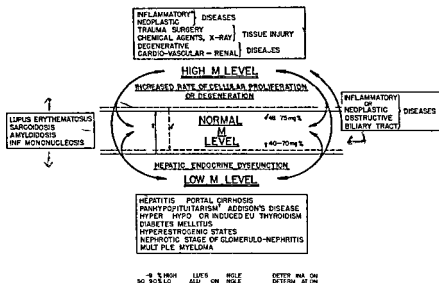 INFLAMMATORY*
NEOPLASTIC
DISEASES
TRAUMA SURGERY
CHEMICAL AGENTS, X-RAY
TISSUE INJURY
DEGENERATIVE
CARDIO-VASCULAR-RENAL
DISEASES
HIGH M LEVEL
INCREASED RATE OF CELLULAR PROLIFERATION
OR DEGENERATION
LUPUS ERYTHEMATOSUS
SARCOIDOSIS
AMYLOIDOSIS
INF MONONUCLEOSIS
NORMAL
M
LEVEL
75mg%
40-70mg%
INFLAMMATORY
OR
NEOPLASTIC
OBSTRUCTIVE
BILIARY TRACT
DISEASES
HEPATIC ENDOCRINE DYSFUNCTION
LOW M LEVEL
HEPATITIS PORTAL CIRRHOSIS
PANHYPOPITUITARISM† ADDISON'S DISEASE
HYPER HYPO OR INDUCED EU THYROIDISM
DIABETES MELLITUS
HYPERESTROGENIC STATES
NEPHROTIC STAGE OF GLOMERULO-NEPHRITIS
MULT PLE MYELOMA